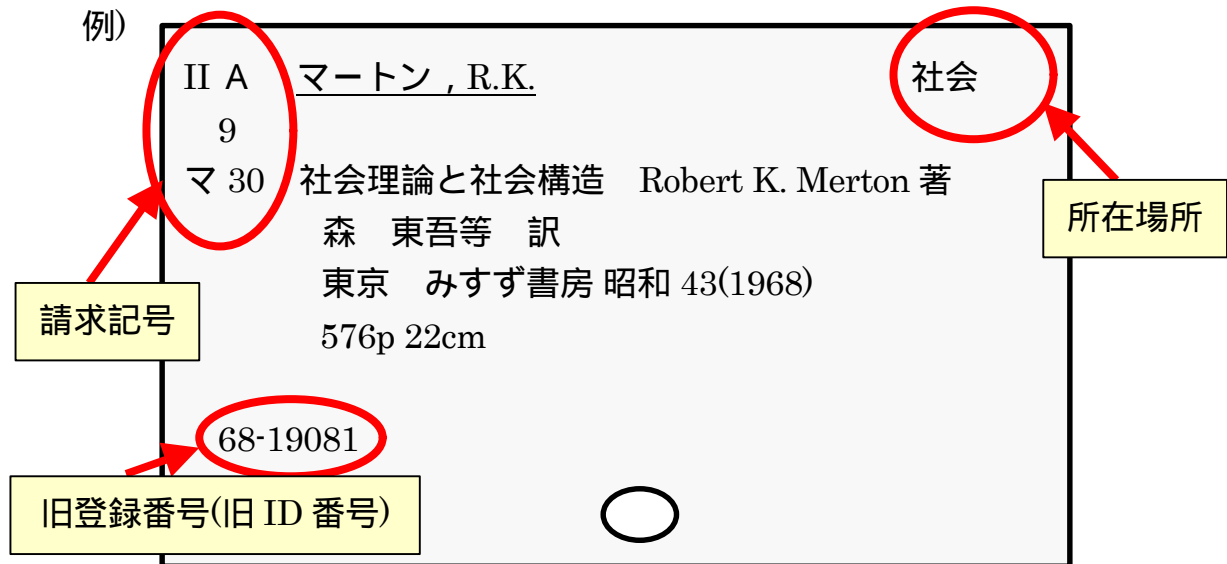 例)
II A マートン , R.K. 社会
9
マ 30 社会理論と社会構造 Robert K. Merton 著
森 東吾等 訳
東京 みすず書房 昭和 43(1968)
576p 22cm
68-19081
請求記号
所在場所
旧登録番号(旧 ID 番号)